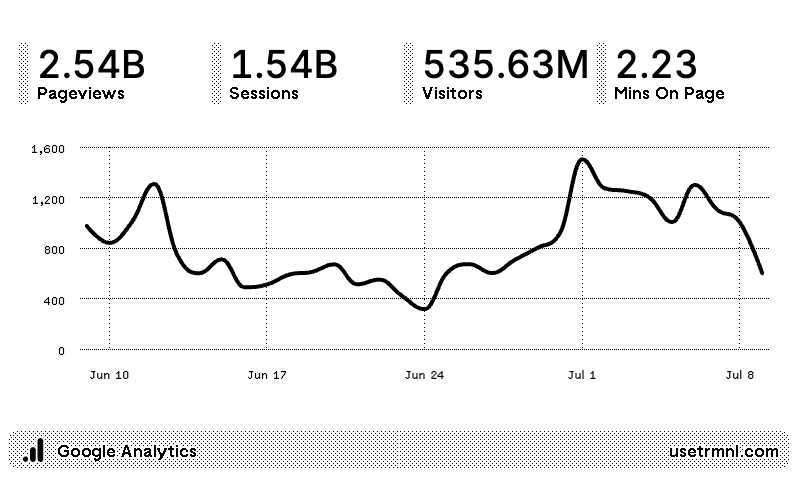 2.54B
Pageviews
1.54B
Sessions
535.63M
Visitors
2.23
Mins On Page
1,600
1,200
800
400
0
Jun 10 Jun 17 Jun 24 Jul 1 Jul 8
Google Analytics
usetrmnl.com